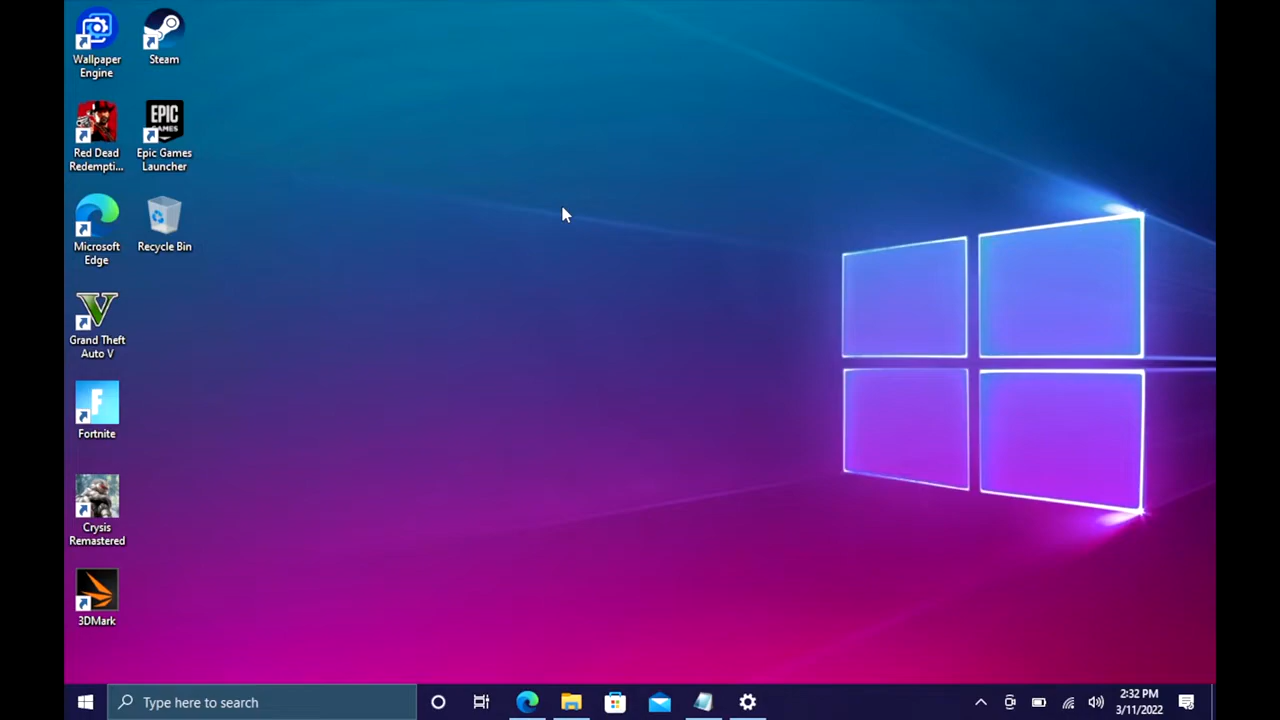 Wallpaper
Engine
Steam
Red Dead
Redempti...
EPIC
GAMES
Epic Games
Launcher
Microsoft
Edge
Recycle Bin
Grand Theft
Auto V
Fortnite
Crysis
Remastered
3DMark
Type here to search
2:32 PM
3/11/2022